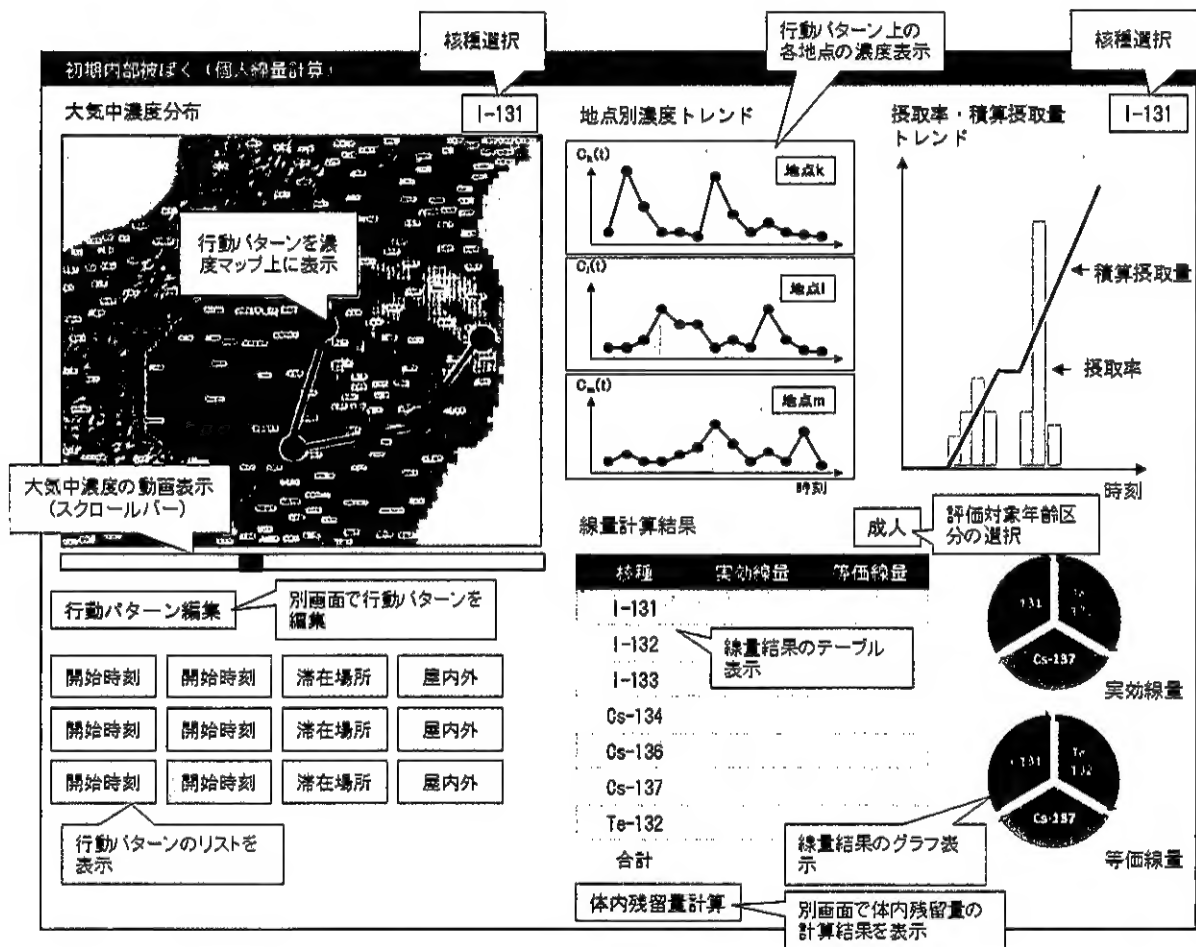 核種選択
行動パターン上の
各地点の濃度表示
核種選択
初期内部被ばく(個人線量計算)
大気中濃度分布
I-131
地点別濃度トレンド
摂取率・積算摂取量
トレンド
I-131
行動パターンを濃
度マップ上に表示
Ck(t)
地点k
Cl(t)
地点l
Cm(t)
地点m
時刻
積算摂取量
摂取率
時刻
大気中濃度の動画表示
(スクロールバー)
行動パターン編集
別画面で行動パターンを
編集
開始時刻 開始時刻 滞在場所 屋内外
開始時刻 開始時刻 滞在場所 屋内外
開始時刻 開始時刻 滞在場所 屋内外
行動パターンのリストを
表示
線量計算結果
成人
評価対象年齢区
分の選択
核種 実効線量 等価線量
I-131
I-132
I-133
Cs-134
Cs-136
Cs-137
Te-132
合計
線量結果のテーブル
表示
Cs-137
実効線量
Te
132
Cs-137
等価線量
線量結果のグラフ表
示
体内残留量計算
別画面で体内残留量の
計算結果を表示